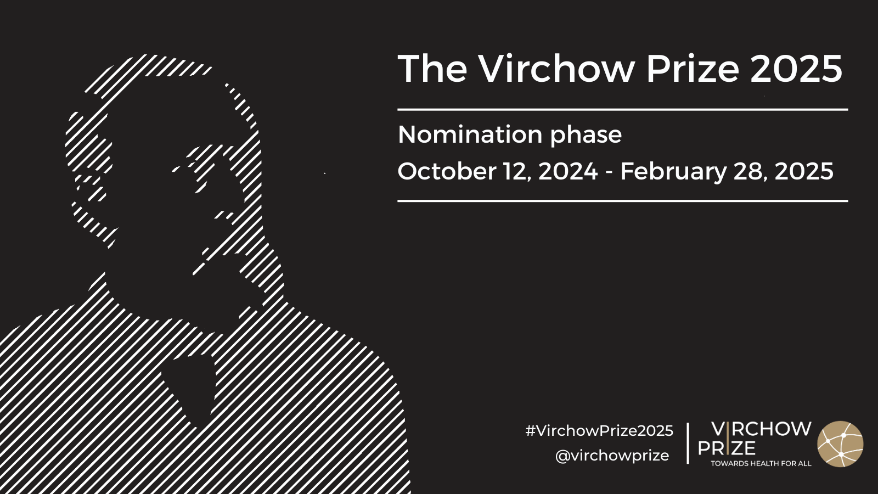 The Virchow Prize 2025
Nomination phase
October 12, 2024 - February 28, 2025
#VirchowPrize2025
@virchowprize
VIRCHOW
PRIZE
TOWARDS HEALTH FOR ALL